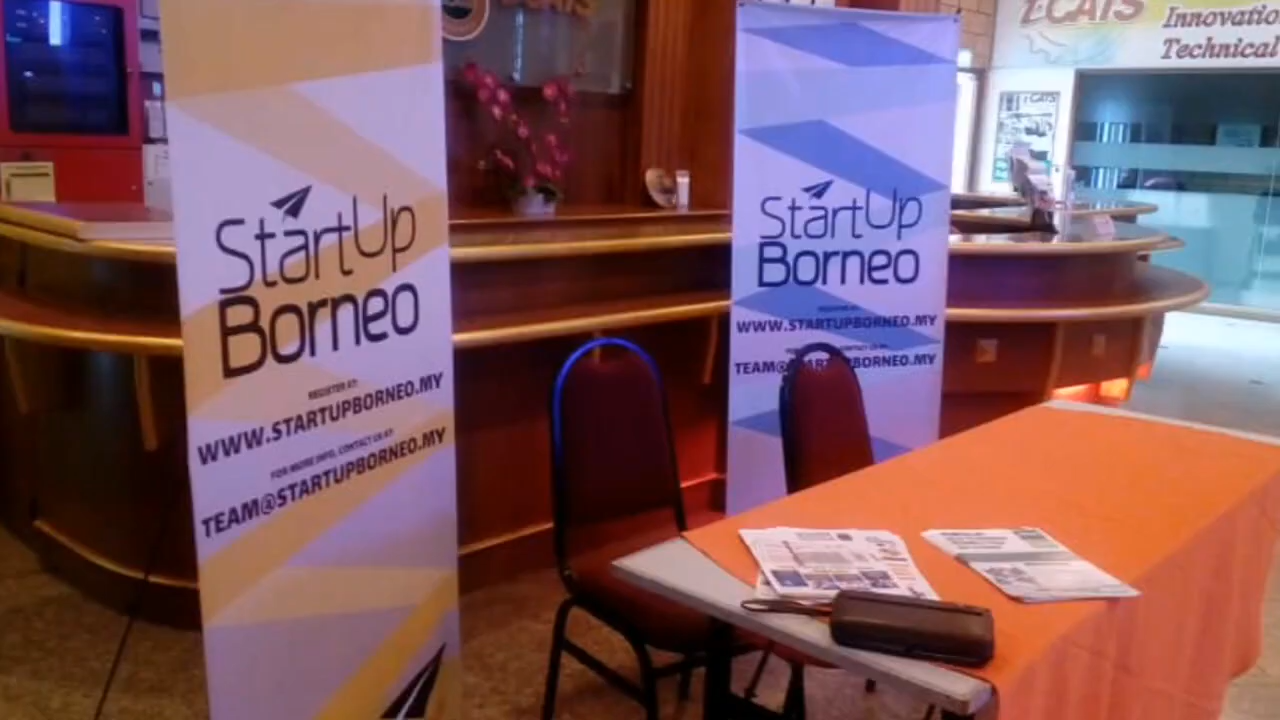 StartUp
Borneo
REGISTER AT:
WWW.STARTUPBORNEO.MY
FOR MORE INFO, CONTACT US AT:
TEAM@STARTUPBORNEO.MY
StartUp
Borneo
WWW.STARTUPBORNEO.MY
i-CATS
Innovatio
Technical
i-CATS